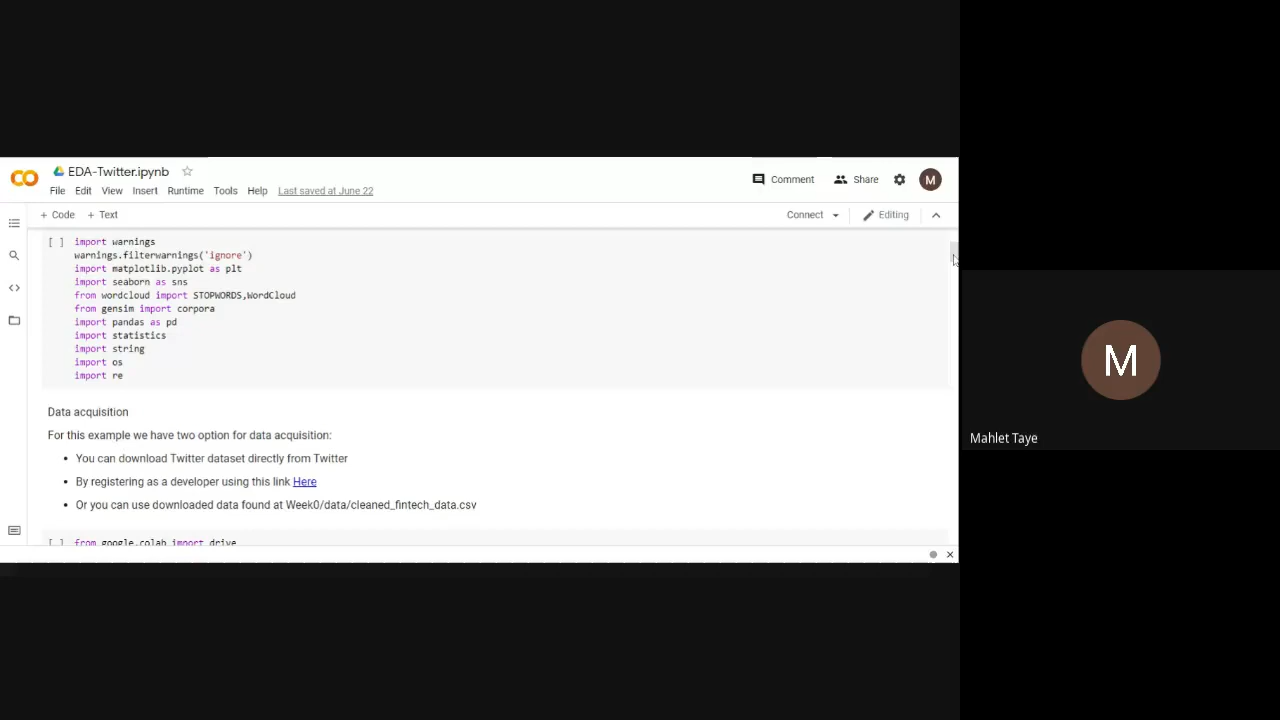 EDA-Twitter.ipynb
File Edit View Insert Runtime Tools Help Last saved at June 22
Comment Share M
+ Code + Text
Connect Editing
[ ] import warnings
warnings.filterwarnings('ignore')
import matplotlib.pyplot as plt
import seaborn as sns
from wordcloud import STOPWORDS,WordCloud
from gensim import corpora
import pandas as pd
import statistics
import string
import os
import re
Data acquisition
For this example we have two option for data acquisition:
• You can download Twitter dataset directly from Twitter
• By registering as a developer using this link Here
• Or you can use downloaded data found at Week0/data/cleaned_fintech_data.csv
[ ] from google.colab import drive
M
Mahlet Taye